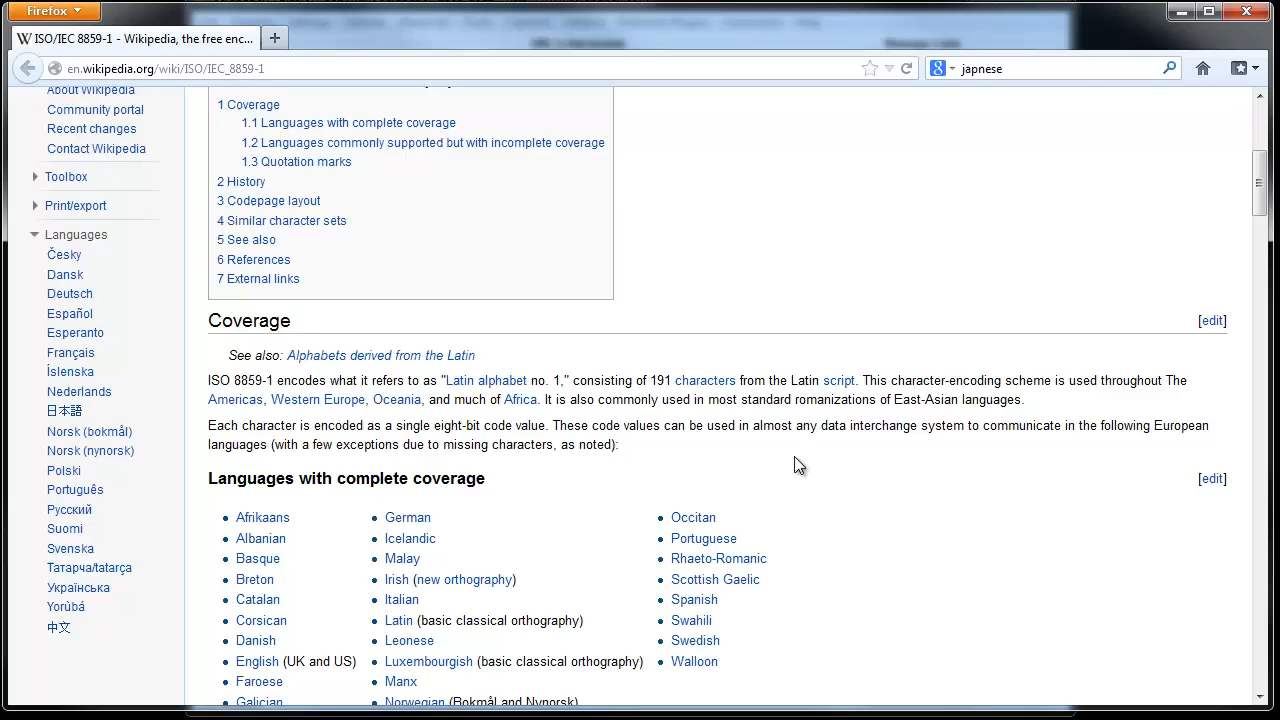 Firefox
ISO/IEC 8859-1 - Wikipedia, the free enc...
en.wikipedia.org/wiki/ISO/IEC_8859-1
japnese
About Wikipedia
Community portal
Recent changes
Contact Wikipedia
Toolbox
Print/export
Languages
Česky
Dansk
Deutsch
Español
Esperanto
Français
Íslenska
Nederlands
日本語
Norsk (bokmål)
Norsk (nynorsk)
Polski
Português
Русский
Suomi
Svenska
Татарча/tatarça
Українська
Yorùbá
中文
1 Coverage
1.1 Languages with complete coverage
1.2 Languages commonly supported but with incomplete coverage
1.3 Quotation marks
2 History
3 Codepage layout
4 Similar character sets
5 See also
6 References
7 External links
Coverage [edit]
See also: Alphabets derived from the Latin
ISO 8859-1 encodes what it refers to as "Latin alphabet no. 1," consisting of 191 characters from the Latin script. This character-encoding scheme is used throughout The
Americas, Western Europe, Oceania, and much of Africa. It is also commonly used in most standard romanizations of East-Asian languages.
Each character is encoded as a single eight-bit code value. These code values can be used in almost any data interchange system to communicate in the following European
languages (with a few exceptions due to missing characters, as noted):
Languages with complete coverage [edit]
Afrikaans
Albanian
Basque
Breton
Catalan
Corsican
Danish
English (UK and US)
Faroese
Galician
German
Icelandic
Malay
Irish (new orthography)
Italian
Latin (basic classical orthography)
Leonese
Luxembourgish (basic classical orthography)
Manx
Norwegian (Bokmål and Nynorsk)
Occitan
Portuguese
Rhaeto-Romanic
Scottish Gaelic
Spanish
Swahili
Swedish
Walloon